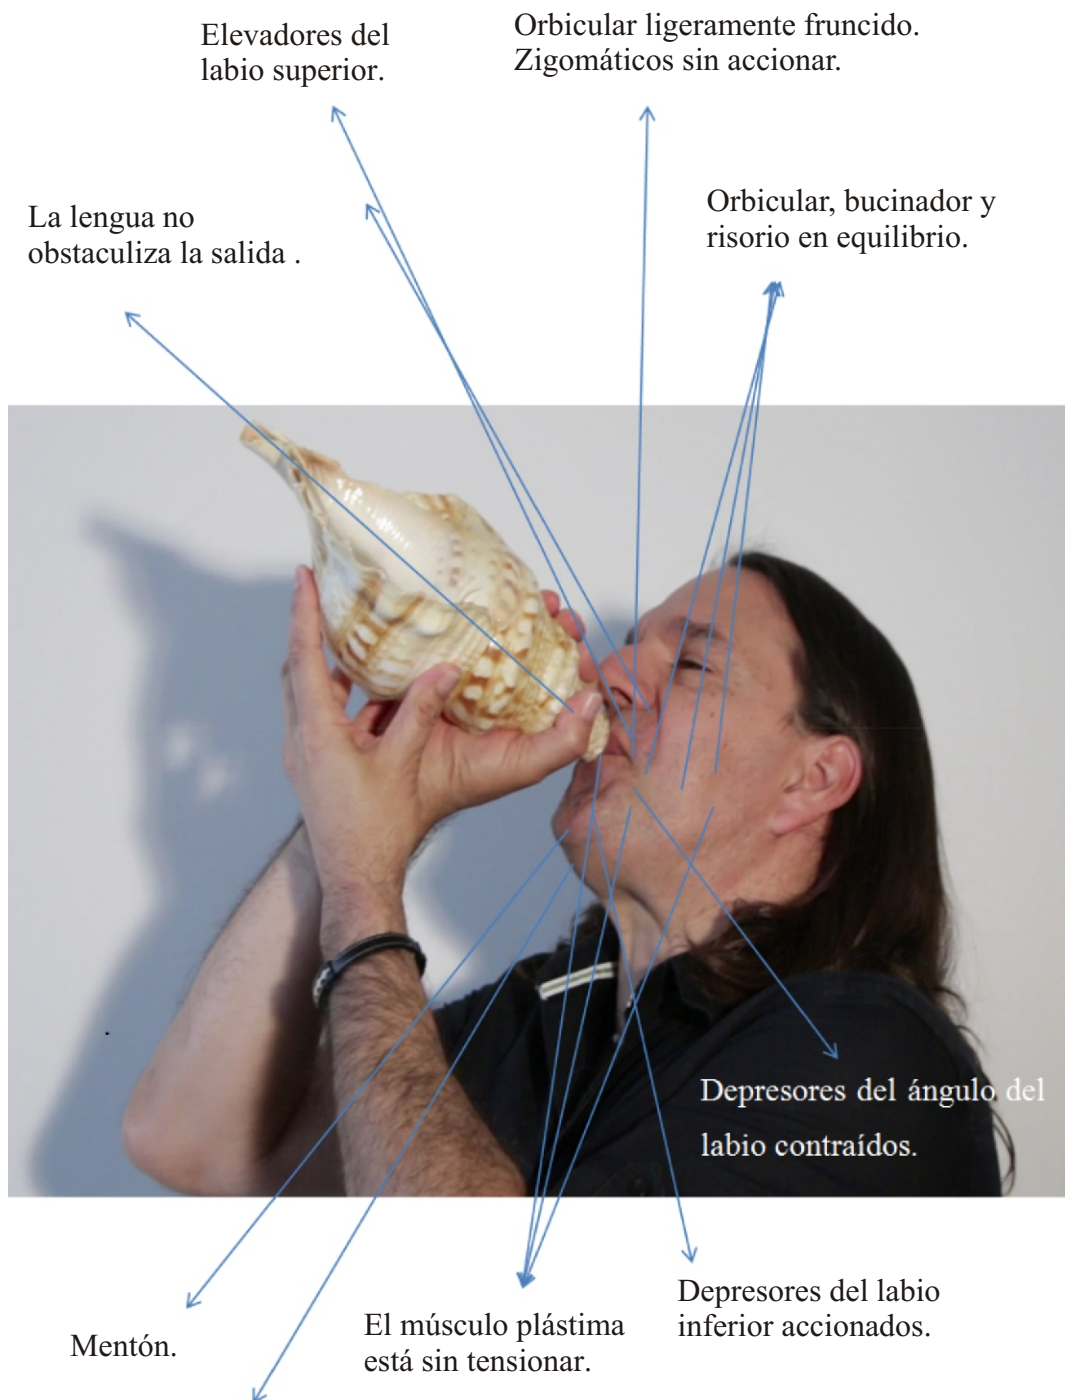 Elevadores del
labio superior.
Orbicular ligeramente fruncido.
Zigomáticos sin accionar.
La lengua no
obstaculiza la salida .
Orbicular, bucinador y
risorio en equilibrio.
Depresores del ángulo del
labio contraídos.
Mentón.
El músculo plástima
está sin tensionar.
Depresores del labio
inferior accionados.